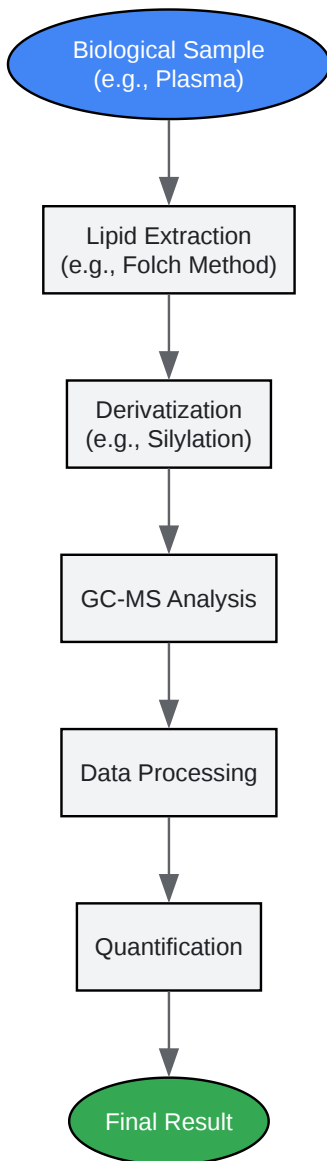 Biological Sample
(e.g., Plasma)
Lipid Extraction
(e.g., Folch Method)
Derivatization
(e.g., Silylation)
GC-MS Analysis
Data Processing
Quantification
Final Result